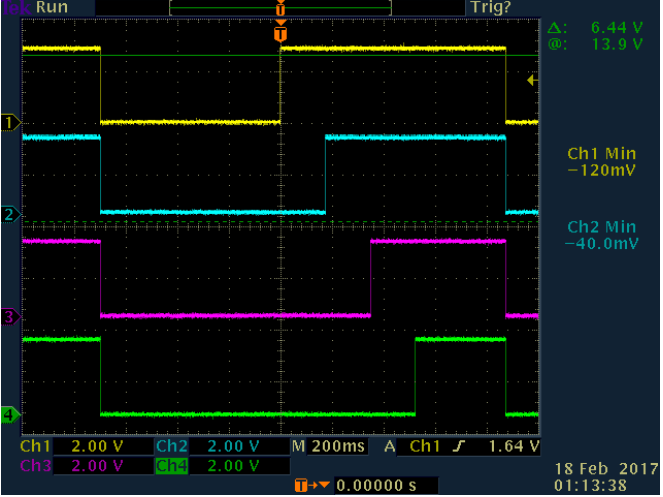 Tek Run Trig?
T
Δ: 6.44 V
@: 13.9 V
1
Ch1 Min
−120mV
2
Ch2 Min
−40.0mV
3
4
Ch1 2.00 V Ch2 2.00 V M 200ms A Ch1 1.64 V
Ch3 2.00 V Ch4 2.00 V
18 Feb 2017
T 0.00000 s 01:13:38